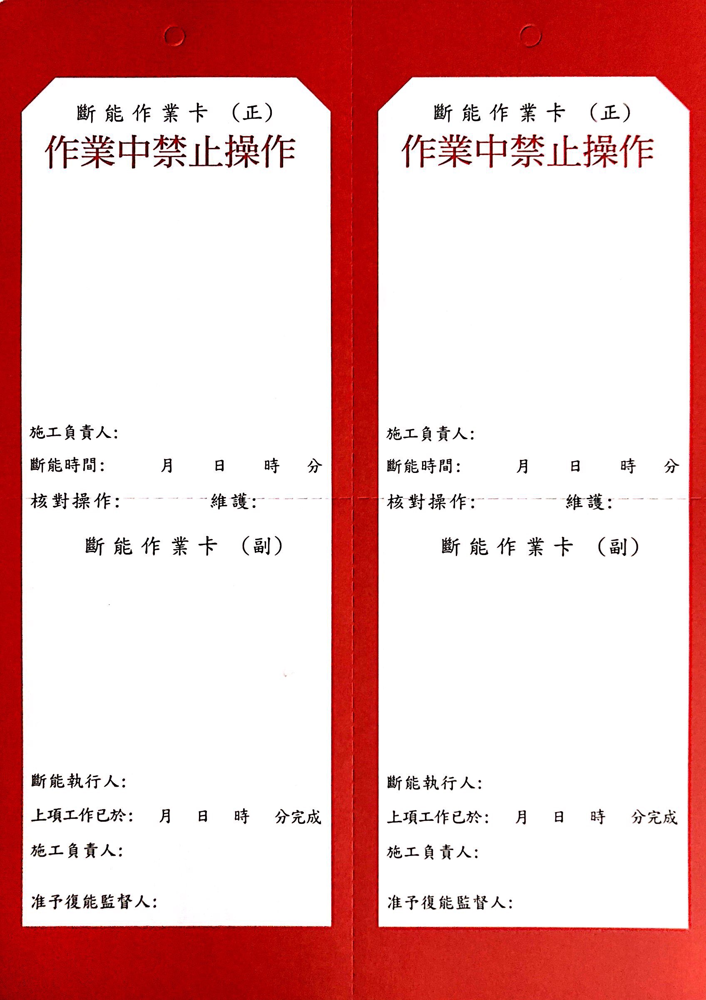 斷能作業卡（正）
作業中禁止操作
施工負責人：
斷能時間： 月 日 時 分
核對操作： 維護：
斷能作業卡（副）
斷能執行人：
上項工作已於： 月 日 時 分完成
施工負責人：
准予復能監督人：
斷能作業卡（正）
作業中禁止操作
施工負責人：
斷能時間： 月 日 時 分
核對操作： 維護：
斷能作業卡（副）
斷能執行人：
上項工作已於： 月 日 時 分完成
施工負責人：
准予復能監督人：